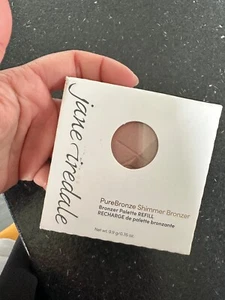 jane iredale
PureBronze Shimmer Bronzer
Bronzer Palette REFILL
RECHARGE de palette bronzante